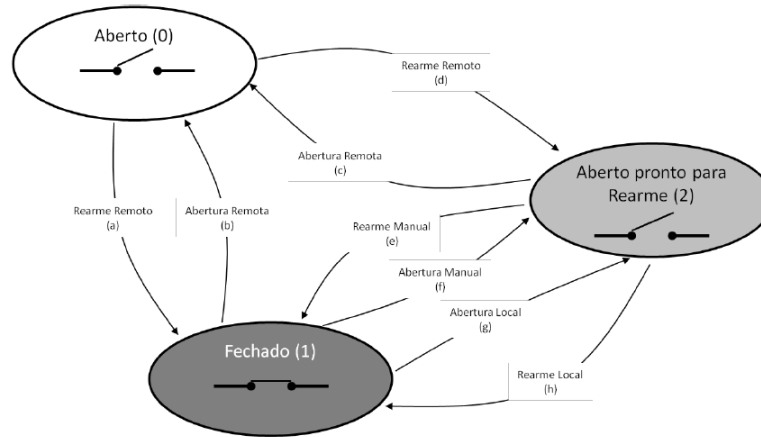 Aberto (0)
Rearme Remoto
(d)
Abertura Remota
(c)
Aberto pronto para
Rearme (2)
Rearme Remoto
(a)
Abertura Remota
(b)
Rearme Manual
(e)
Abertura Manual
(f)
Abertura Local
(g)
Fechado (1)
Rearme Local
(h)